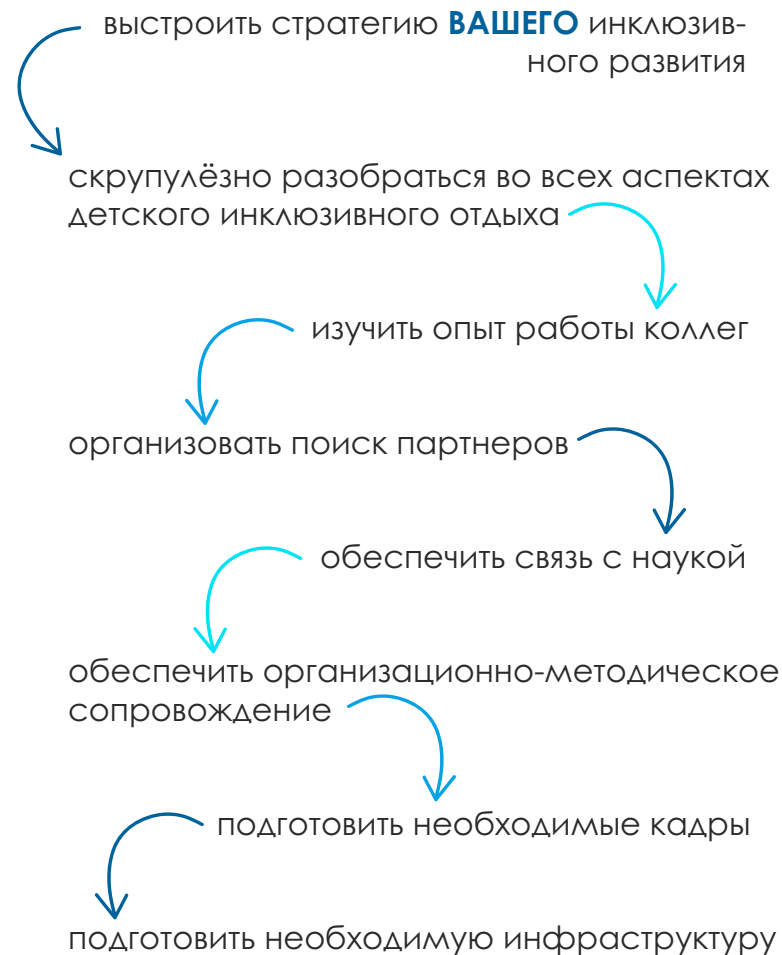 выстроить стратегию ВАШЕГО инклюзив-
ного развития
скрупулёзно разобраться во всех аспектах
детского инклюзивного отдыха
изучить опыт работы коллег
организовать поиск партнеров
обеспечить связь с наукой
обеспечить организационно-методическое
сопровождение
подготовить необходимые кадры
подготовить необходимую инфраструктуру